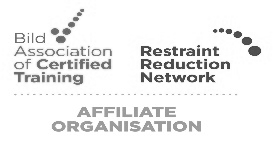 Bild
Association
of Certified
Training
Restraint
Reduction
Network
AFFILIATE
ORGANISATION